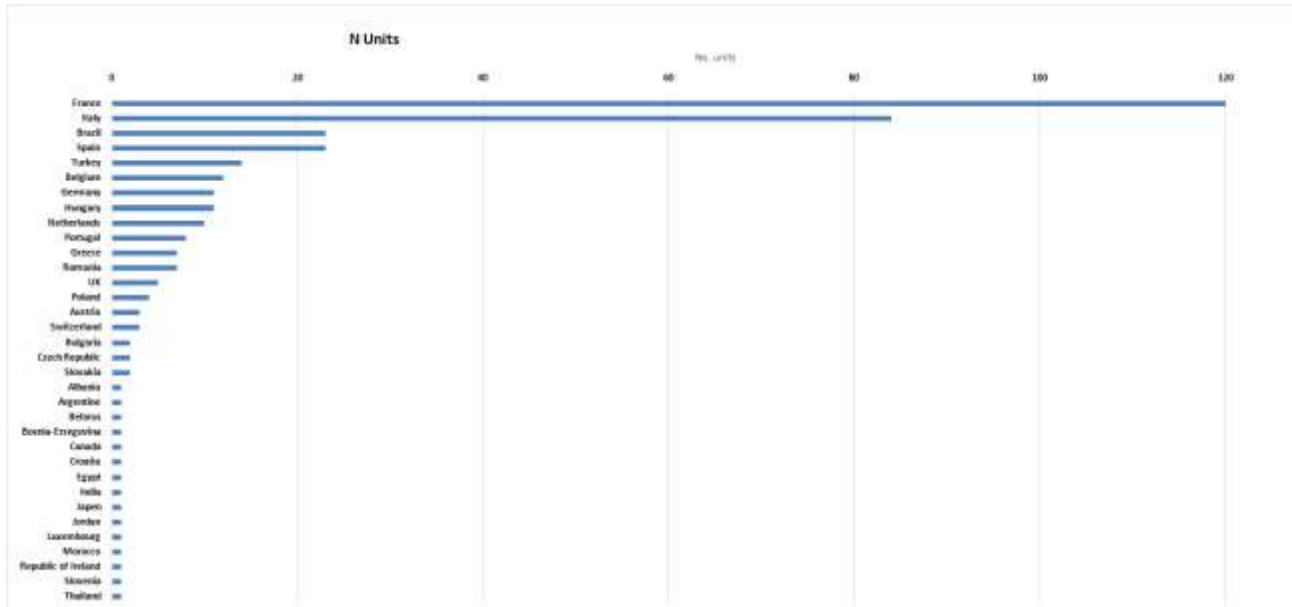 N Units
No. units
0 20 40 60 80 100 120
France
Italy
Brazil
Spain
Turkey
Belgium
Germany
Hungary
Netherlands
Portugal
Greece
Romania
UK
Poland
Austria
Switzerland
Bulgaria
Czech Republic
Slovakia
Albania
Argentine
Belarus
Bosnia-Erzegovina
Canada
Croatia
Egypt
India
Japan
Jordan
Luxembourg
Morocco
Republic of Ireland
Slovenia
Thailand